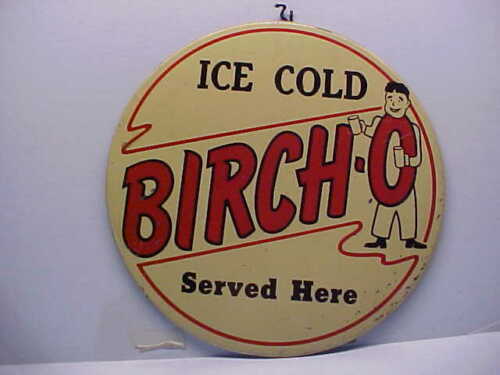 ICE COLD
BIRCH-O
Served Here